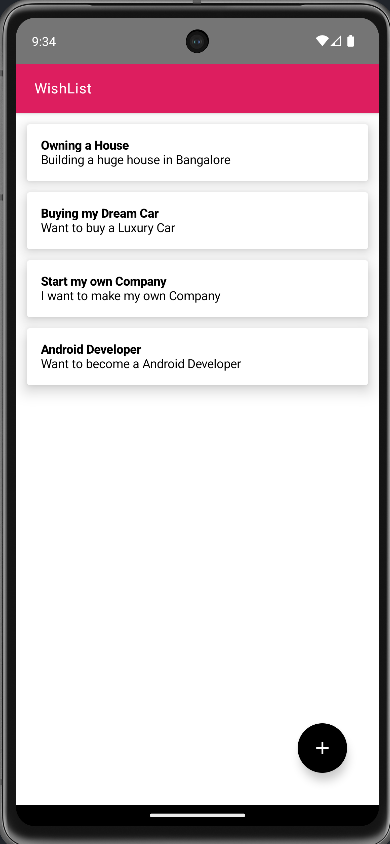 9:34
WishList
Owning a House
Building a huge house in Bangalore
Buying my Dream Car
Want to buy a Luxury Car
Start my own Company
I want to make my own Company
Android Developer
Want to become a Android Developer
+